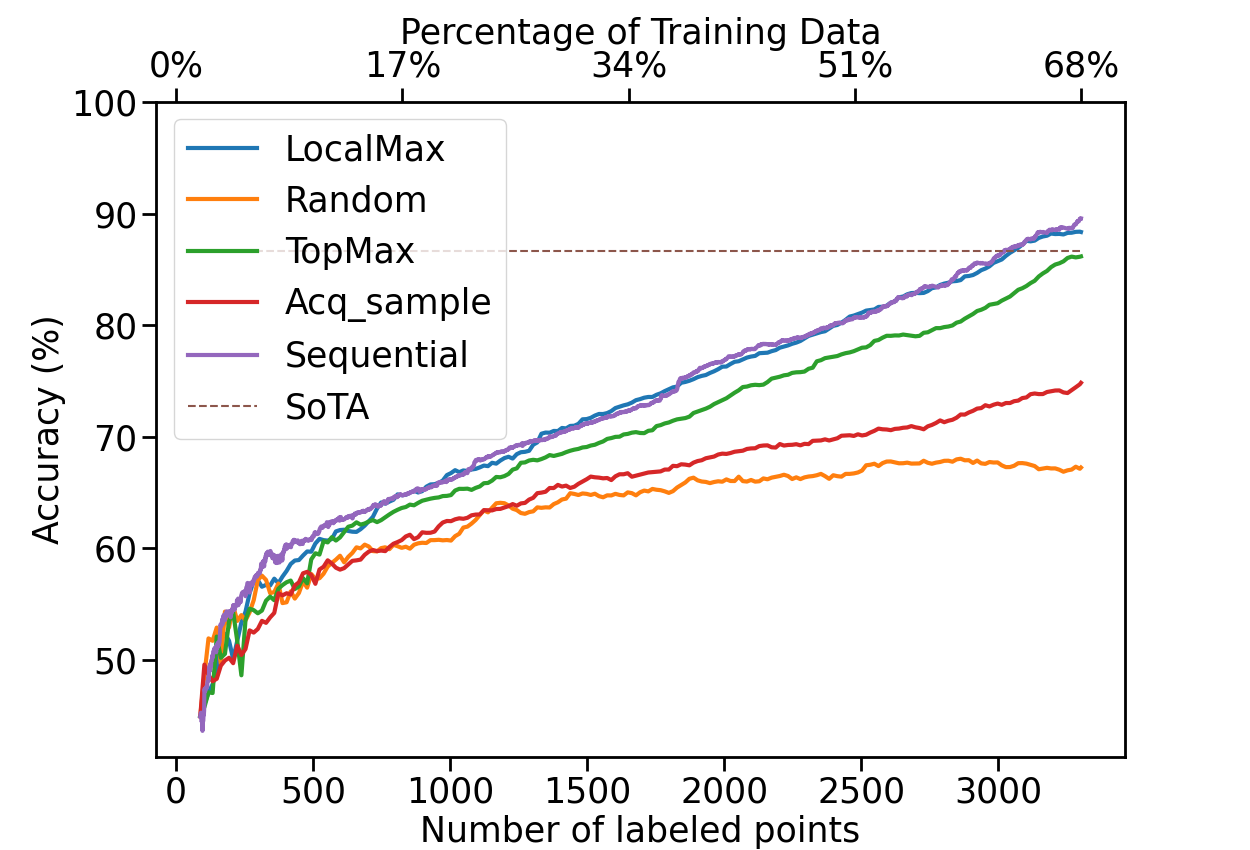 Percentage of Training Data
0% 17% 34% 51% 68%
100
90
80
70
60
50
Accuracy (%)
LocalMax
Random
TopMax
Acq_sample
Sequential
SoTA
0 500 1000 1500 2000 2500 3000
Number of labeled points